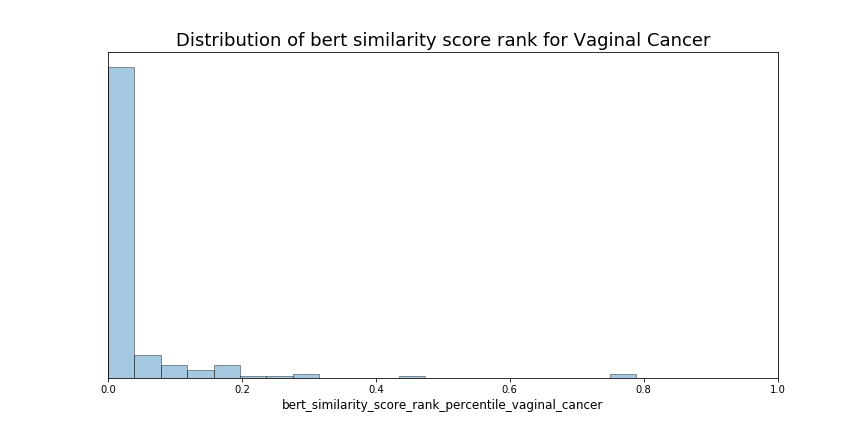 Distribution of bert similarity score rank for Vaginal Cancer
0.0 0.2 0.4 0.6 0.8 1.0
bert_similarity_score_rank_percentile_vaginal_cancer